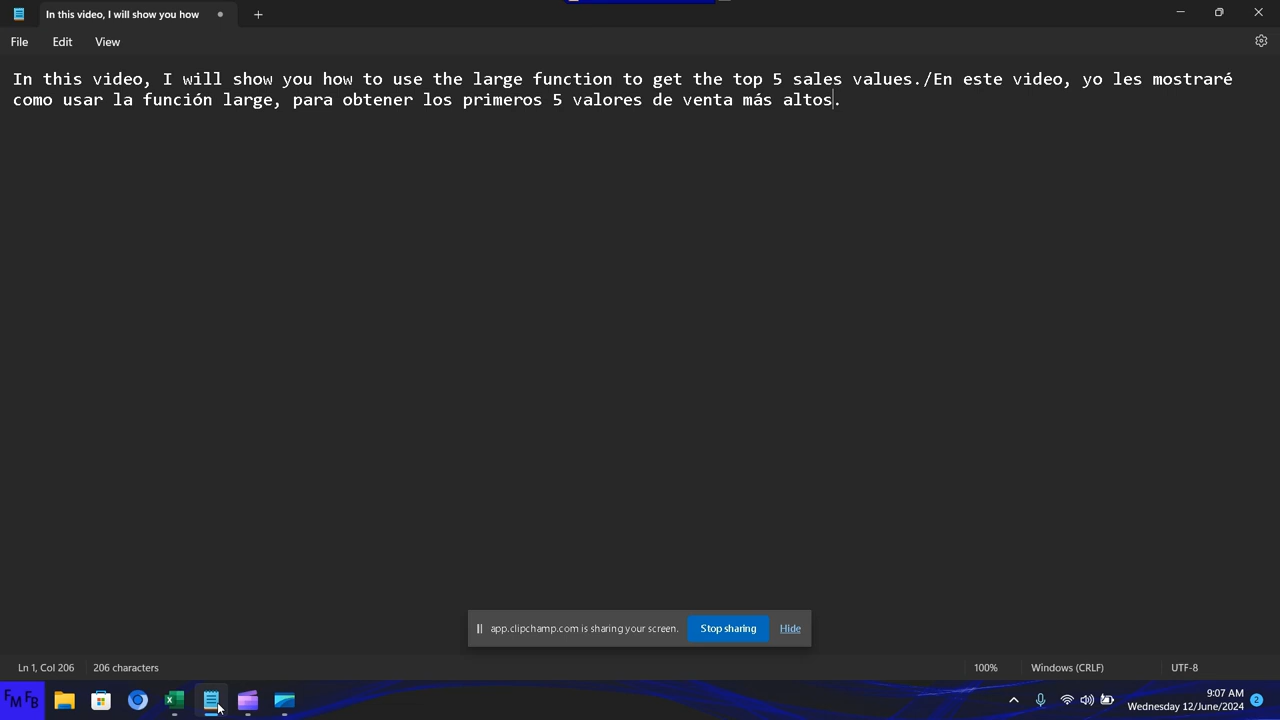 In this video, I will show you how
File Edit View
In this video, I will show you how to use the large function to get the top 5 sales values./En este video, yo les mostraré
como usar la función large, para obtener los primeros 5 valores de venta más altos.
app.clipchamp.com is sharing your screen. Stop sharing Hide
Ln 1, Col 206 206 characters 100% Windows (CRLF) UTF-8
FM FB
9:07 AM
Wednesday 12/June/2024 2